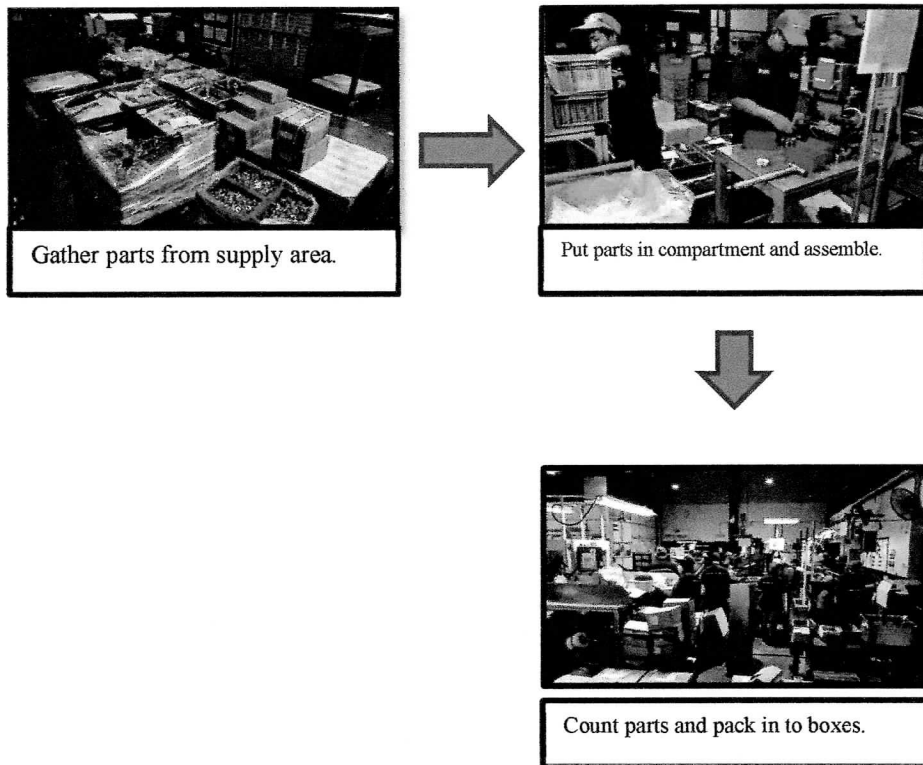 Gather parts from supply area.
Put parts in compartment and assemble.
Count parts and pack in to boxes.